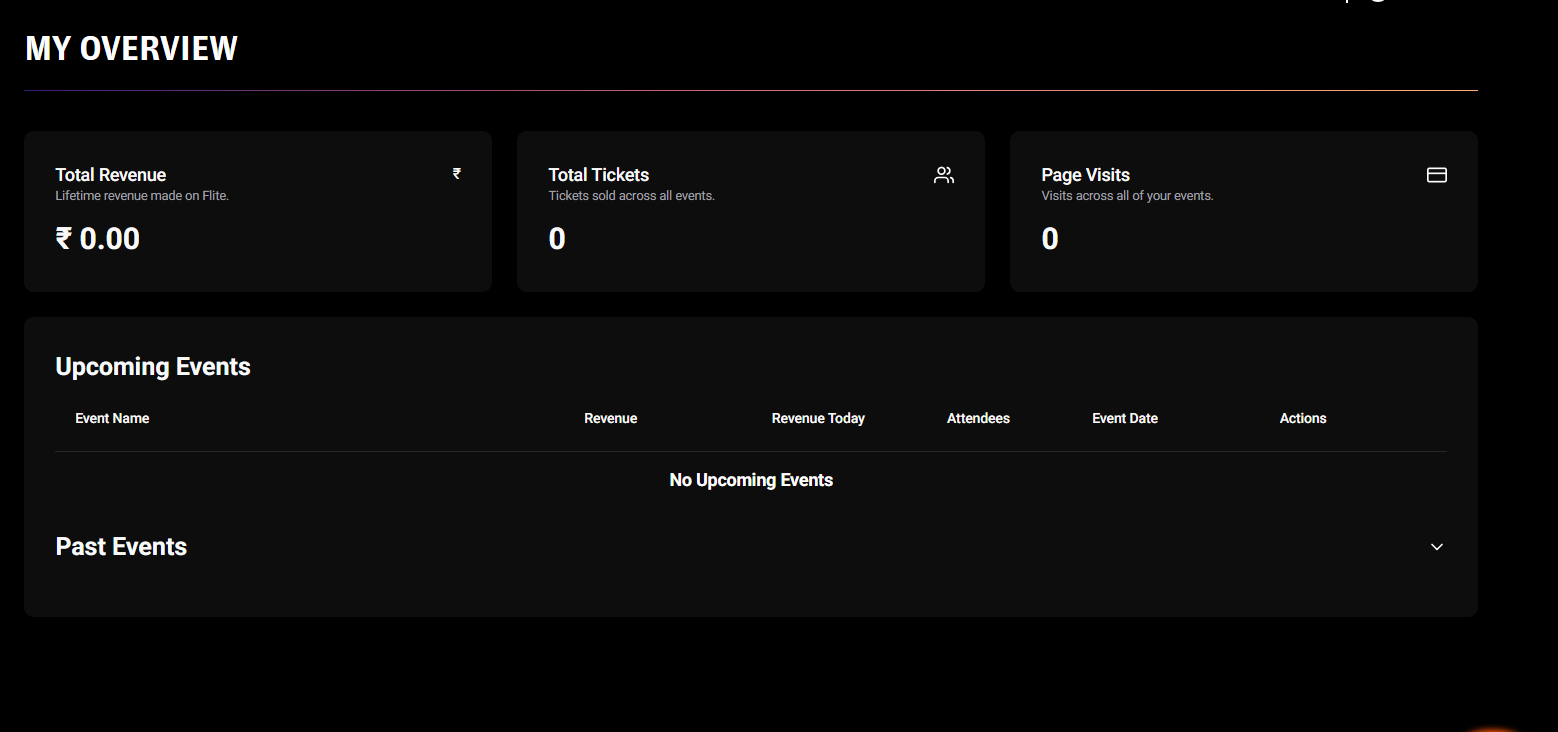 MY OVERVIEW
Total Revenue
₹
Lifetime revenue made on Flite.
₹ 0.00
Total Tickets
Tickets sold across all events.
0
Page Visits
Visits across all of your events.
0
Upcoming Events
Event Name Revenue Revenue Today Attendees Event Date Actions
No Upcoming Events
Past Events